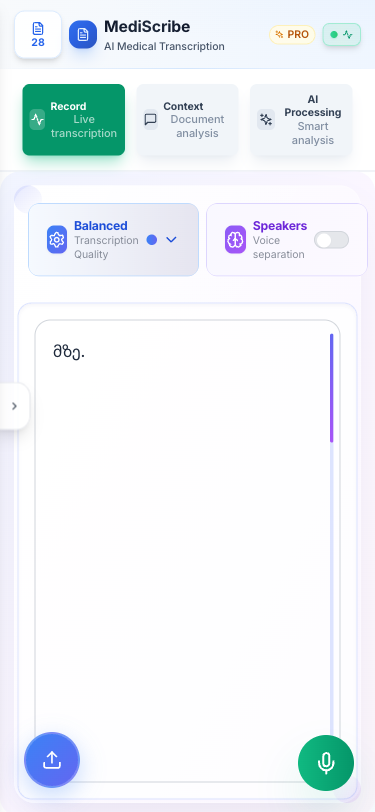 28
MediScribe
AI Medical Transcription
PRO
Record
Live
transcription
Context
Document
analysis
AI
Processing
Smart
analysis
Balanced
Transcription
Quality
Speakers
Voice
separation
მზე.